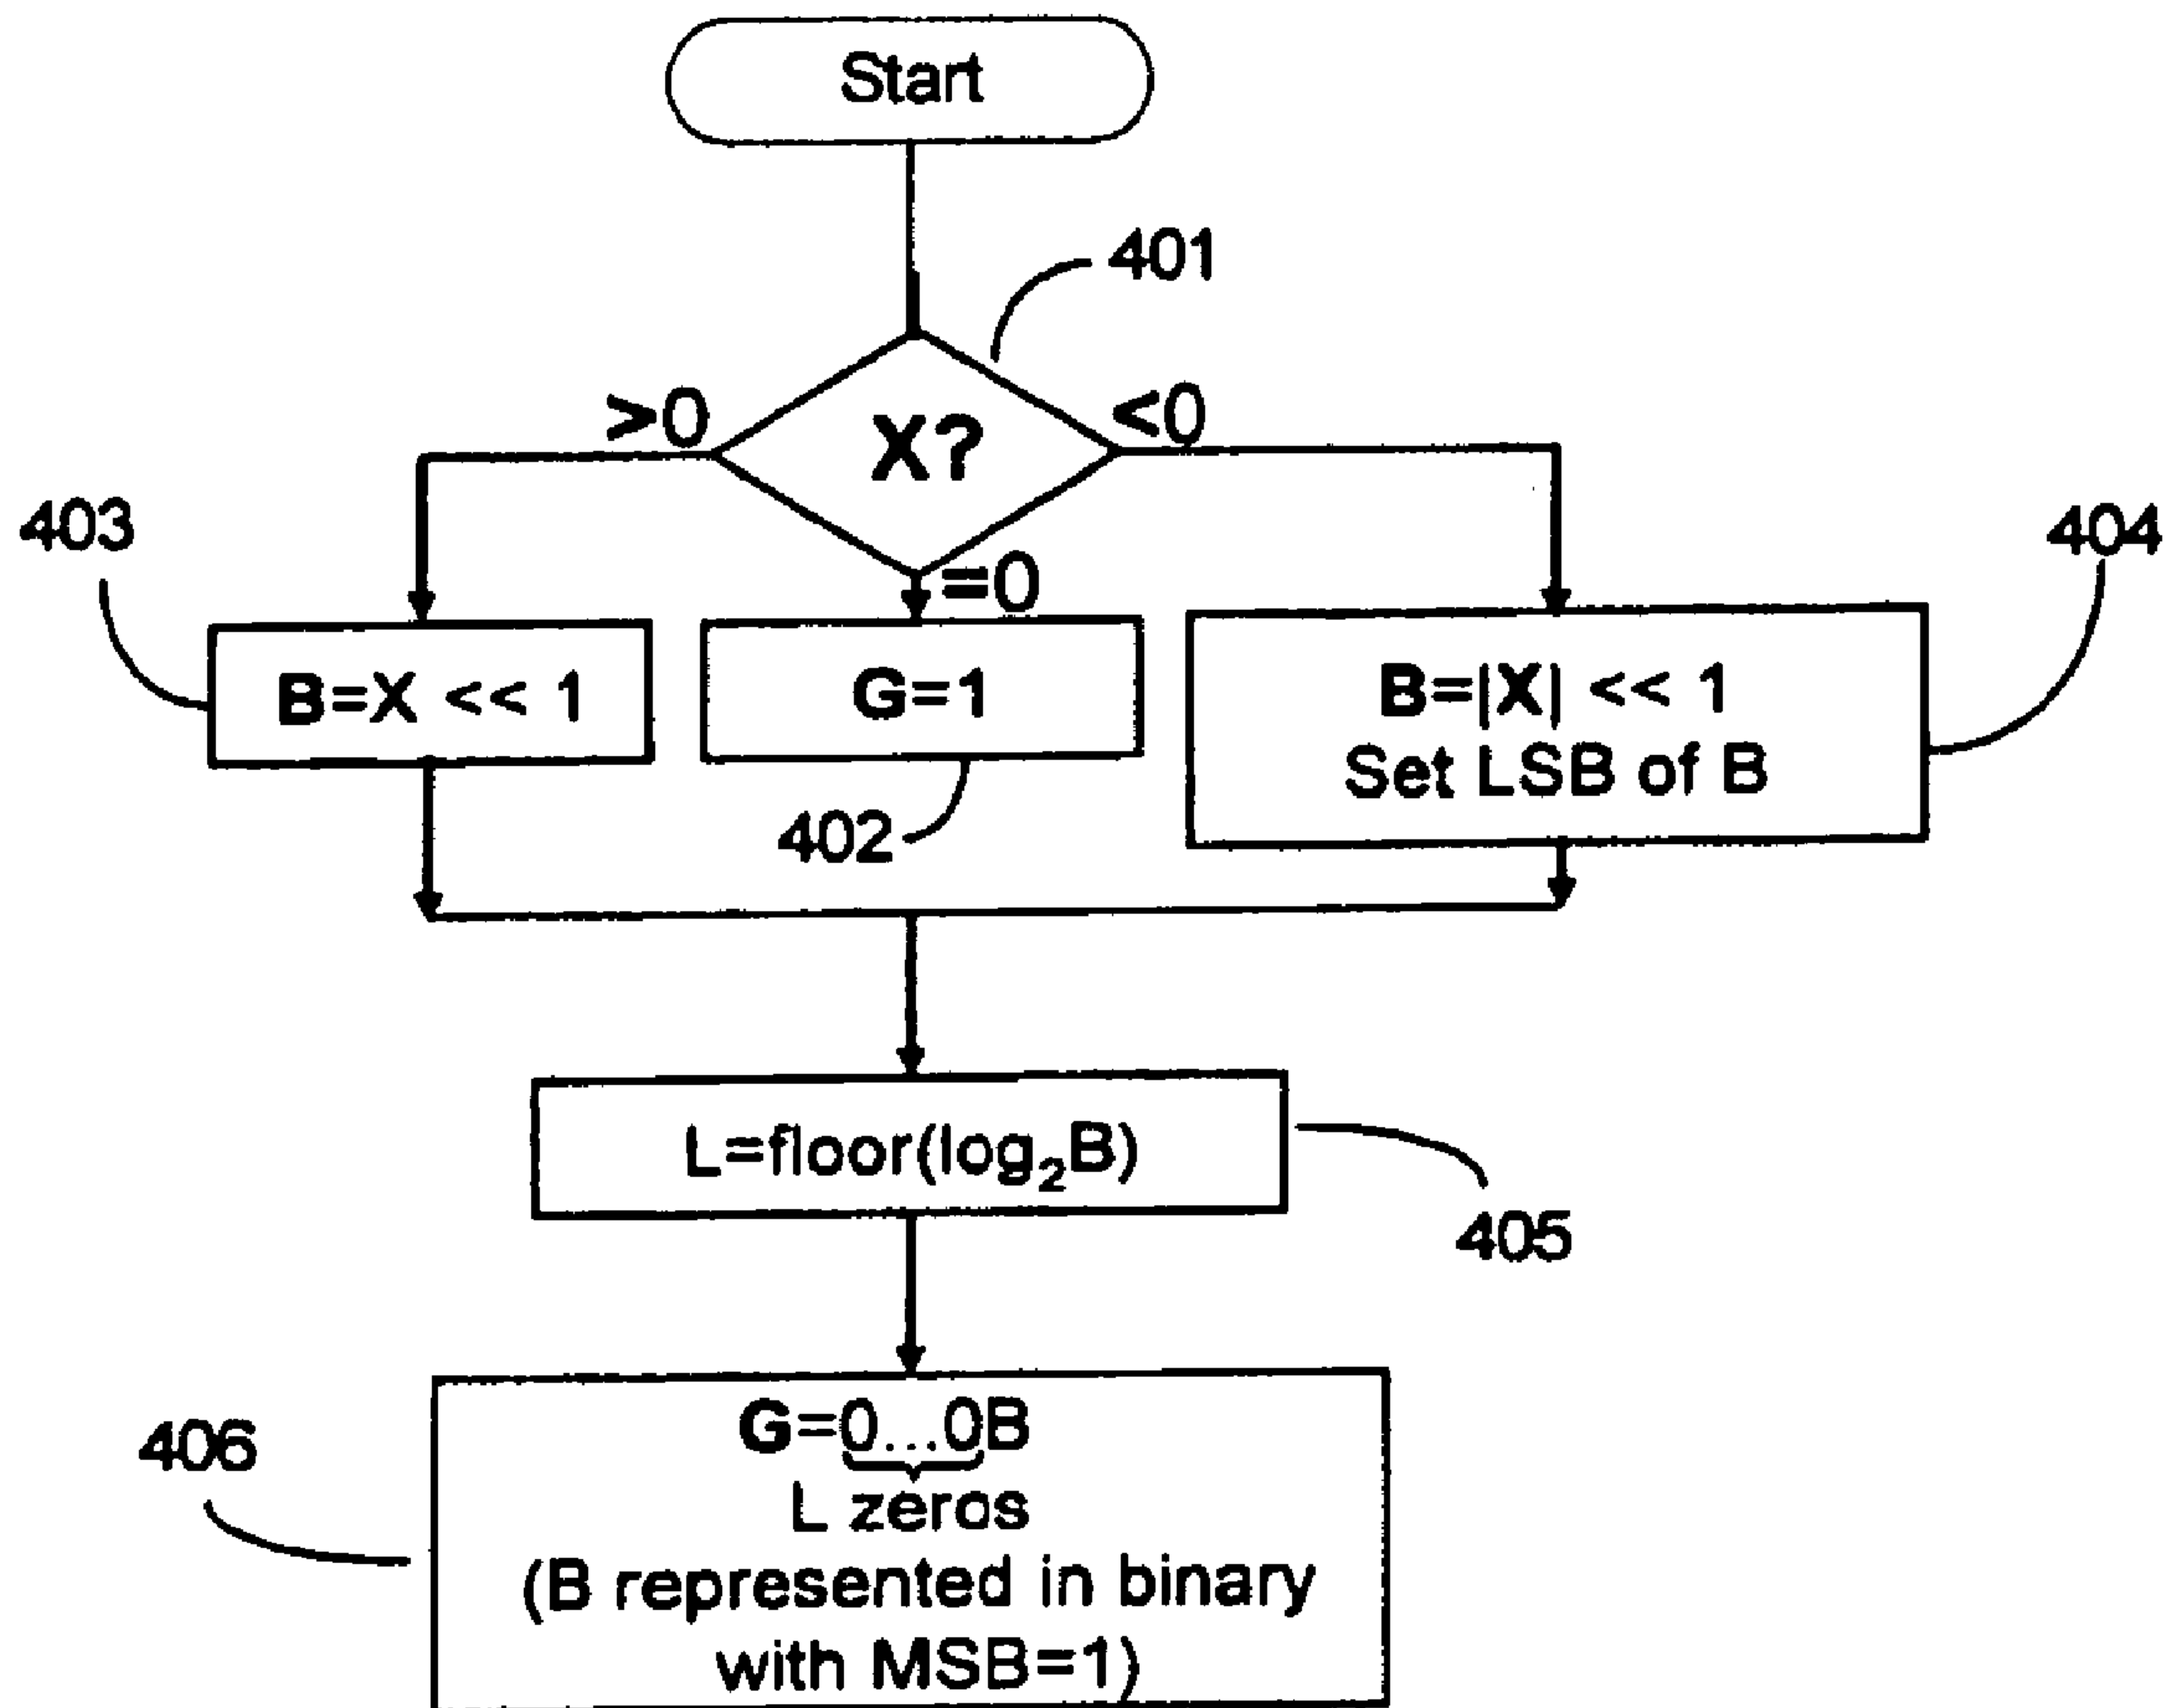 Start
401
>0
X?
<0
=0
403
404
B=X << 1
G=1
B=|X| << 1
Set LSB of B
402
L=floor(log₂B)
405
G=0...0B
L zeros
(B represented in binary
with MSB=1)
406